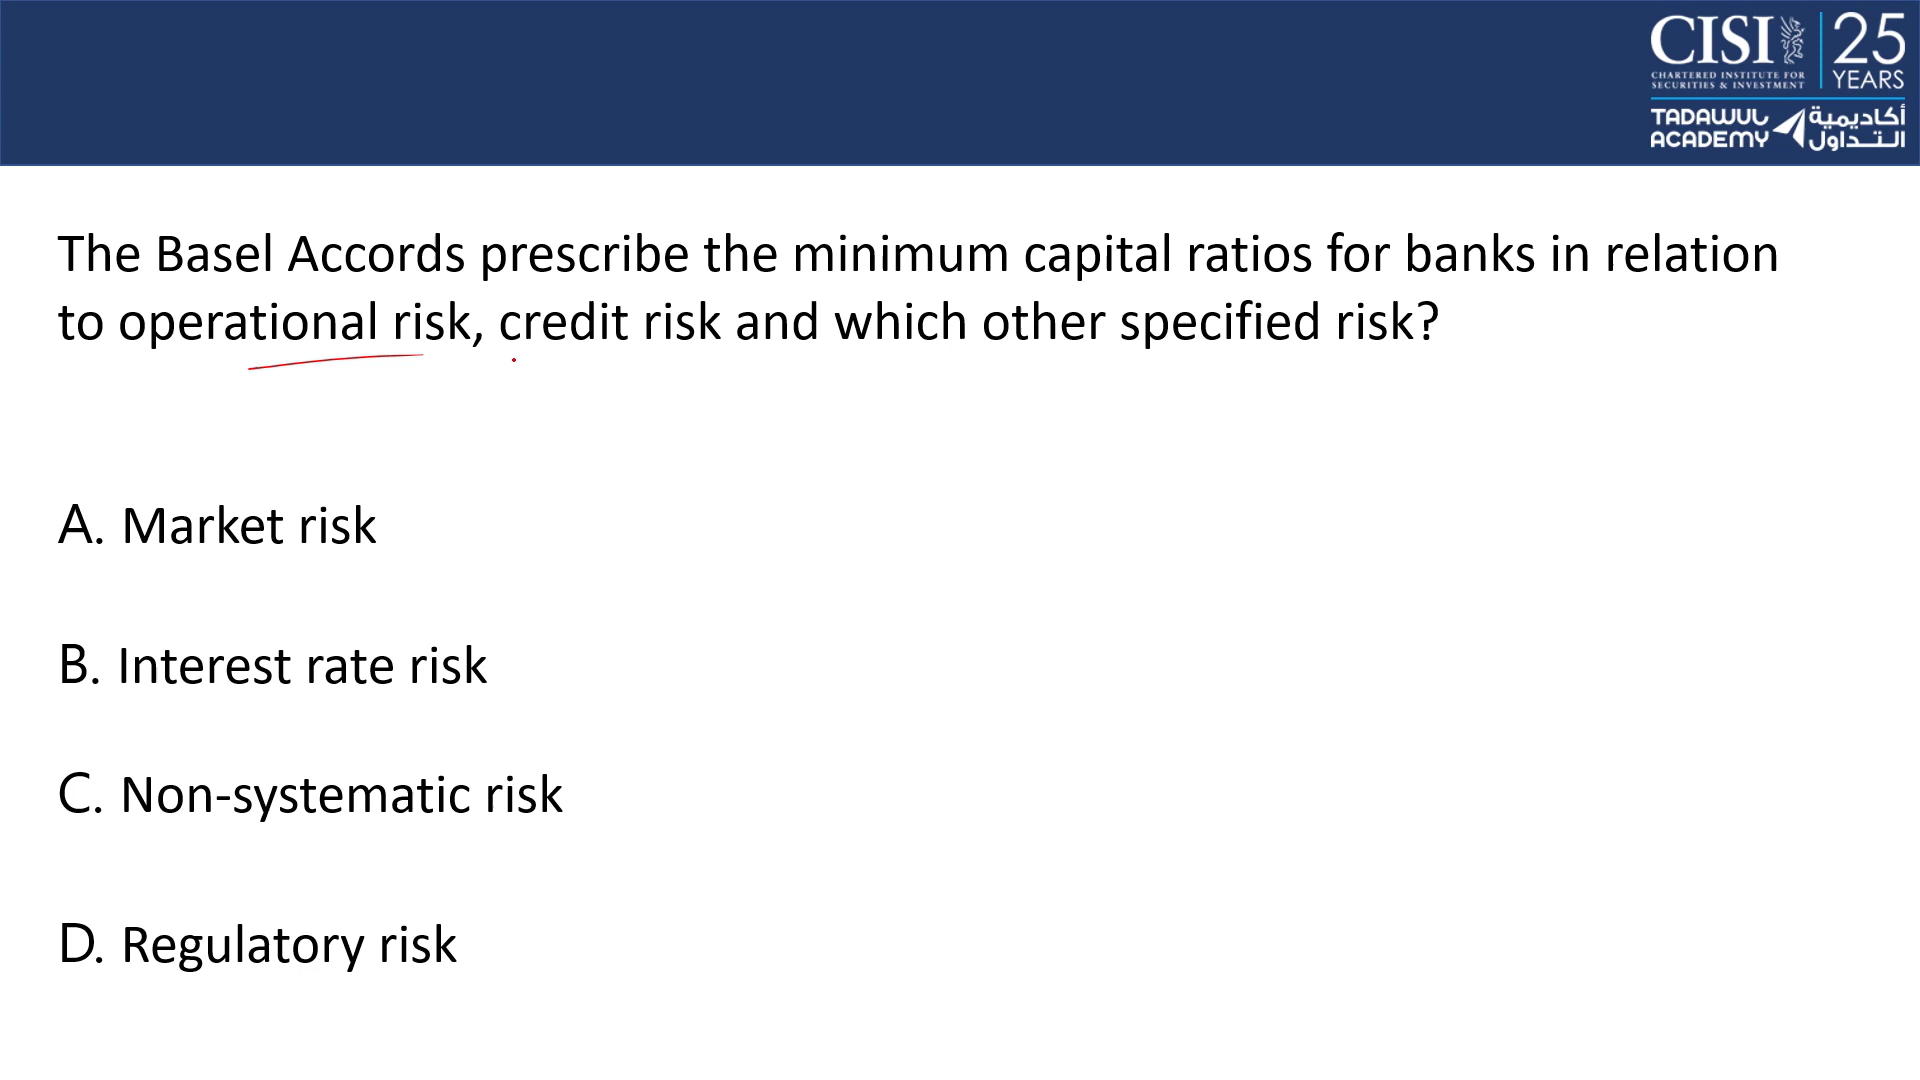 CISI
25
CHARTERED INSTITUTE FOR
SECURITIES & INVESTMENT
YEARS
TADAWUL
ACADEMY
أكاديمية
التداول
The Basel Accords prescribe the minimum capital ratios for banks in relation
to operational risk, credit risk and which other specified risk?
A. Market risk
B. Interest rate risk
C. Non-systematic risk
D. Regulatory risk